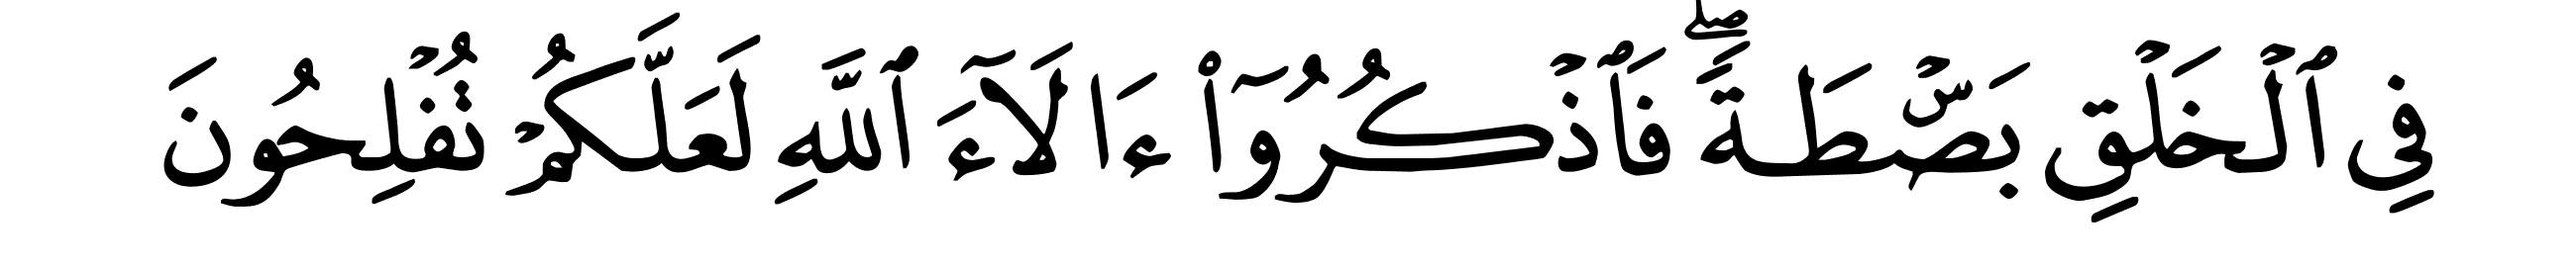 فِي ٱلْخَلْقِ بَصْۜطَةًۖ فَٱذْكُرُوٓا۟ ءَالَآءَ ٱللَّهِ لَعَلَّكُمْ تُفْلِحُونَ